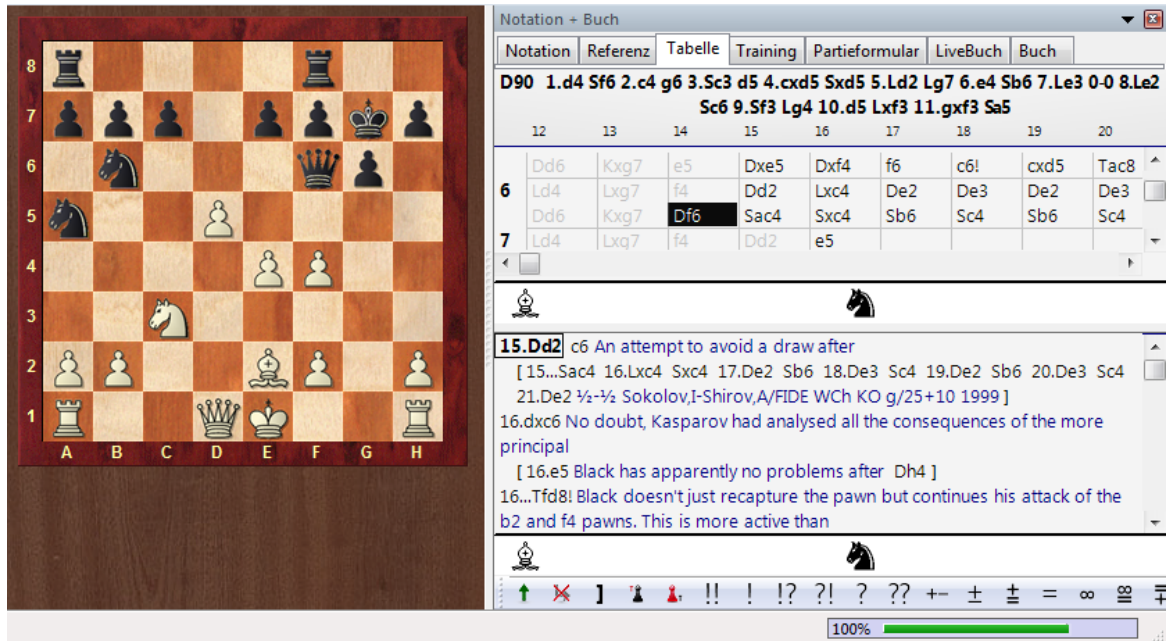 Notation + Buch
Notation Referenz Tabelle Training Partieformular LiveBuch Buch
D90 1.d4 Sf6 2.c4 g6 3.Sc3 d5 4.cxd5 Sxd5 5.Ld2 Lg7 6.e4 Sb6 7.Le3 0-0 8.Le2
Sc6 9.Sf3 Lg4 10.d5 Lxf3 11.gxf3 Sa5
12 13 14 15 16 17 18 19 20
Dd6 Kxg7 e5 Dxe5 Dxf4 f6 c6! cxd5 Tac8
6 Ld4 Lxg7 f4 Dd2 Lxc4 De2 De3 De2 De3
Dd6 Kxg7 Df6 Sac4 Sxc4 Sb6 Sc4 Sb6 Sc4
7 Ld4 Lxg7 f4 Dd2 e5
15.Dd2 c6 An attempt to avoid a draw after
[ 15...Sac4 16.Lxc4 Sxc4 17.De2 Sb6 18.De3 Sc4 19.De2 Sb6 20.De3 Sc4
21.De2 ½-½ Sokolov,I-Shirov,A/FIDE WCh KO g/25+10 1999 ]
16.dxc6 No doubt, Kasparov had analysed all the consequences of the more
principal
[ 16.e5 Black has apparently no problems after Dh4 ]
16...Tfd8! Black doesn't just recapture the pawn but continues his attack of the
b2 and f4 pawns. This is more active than
] !! ! !? ?! ? ?? +− ± ⩲ = ∞
100%
8
7
6
5
4
3
2
1
A B C D E F G H